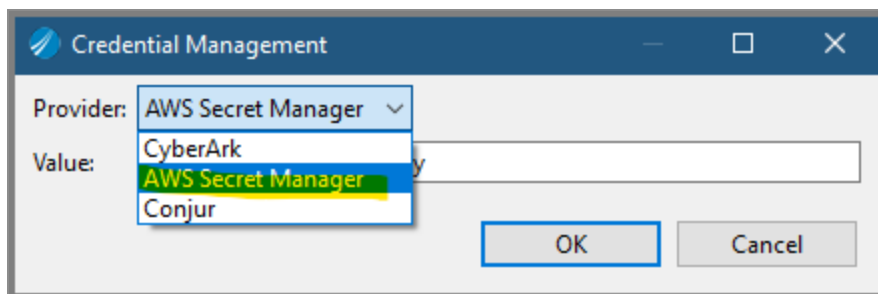 Credential Management
Provider: AWS Secret Manager
CyberArk
Value:
AWS Secret Manager
Conjur
OK Cancel